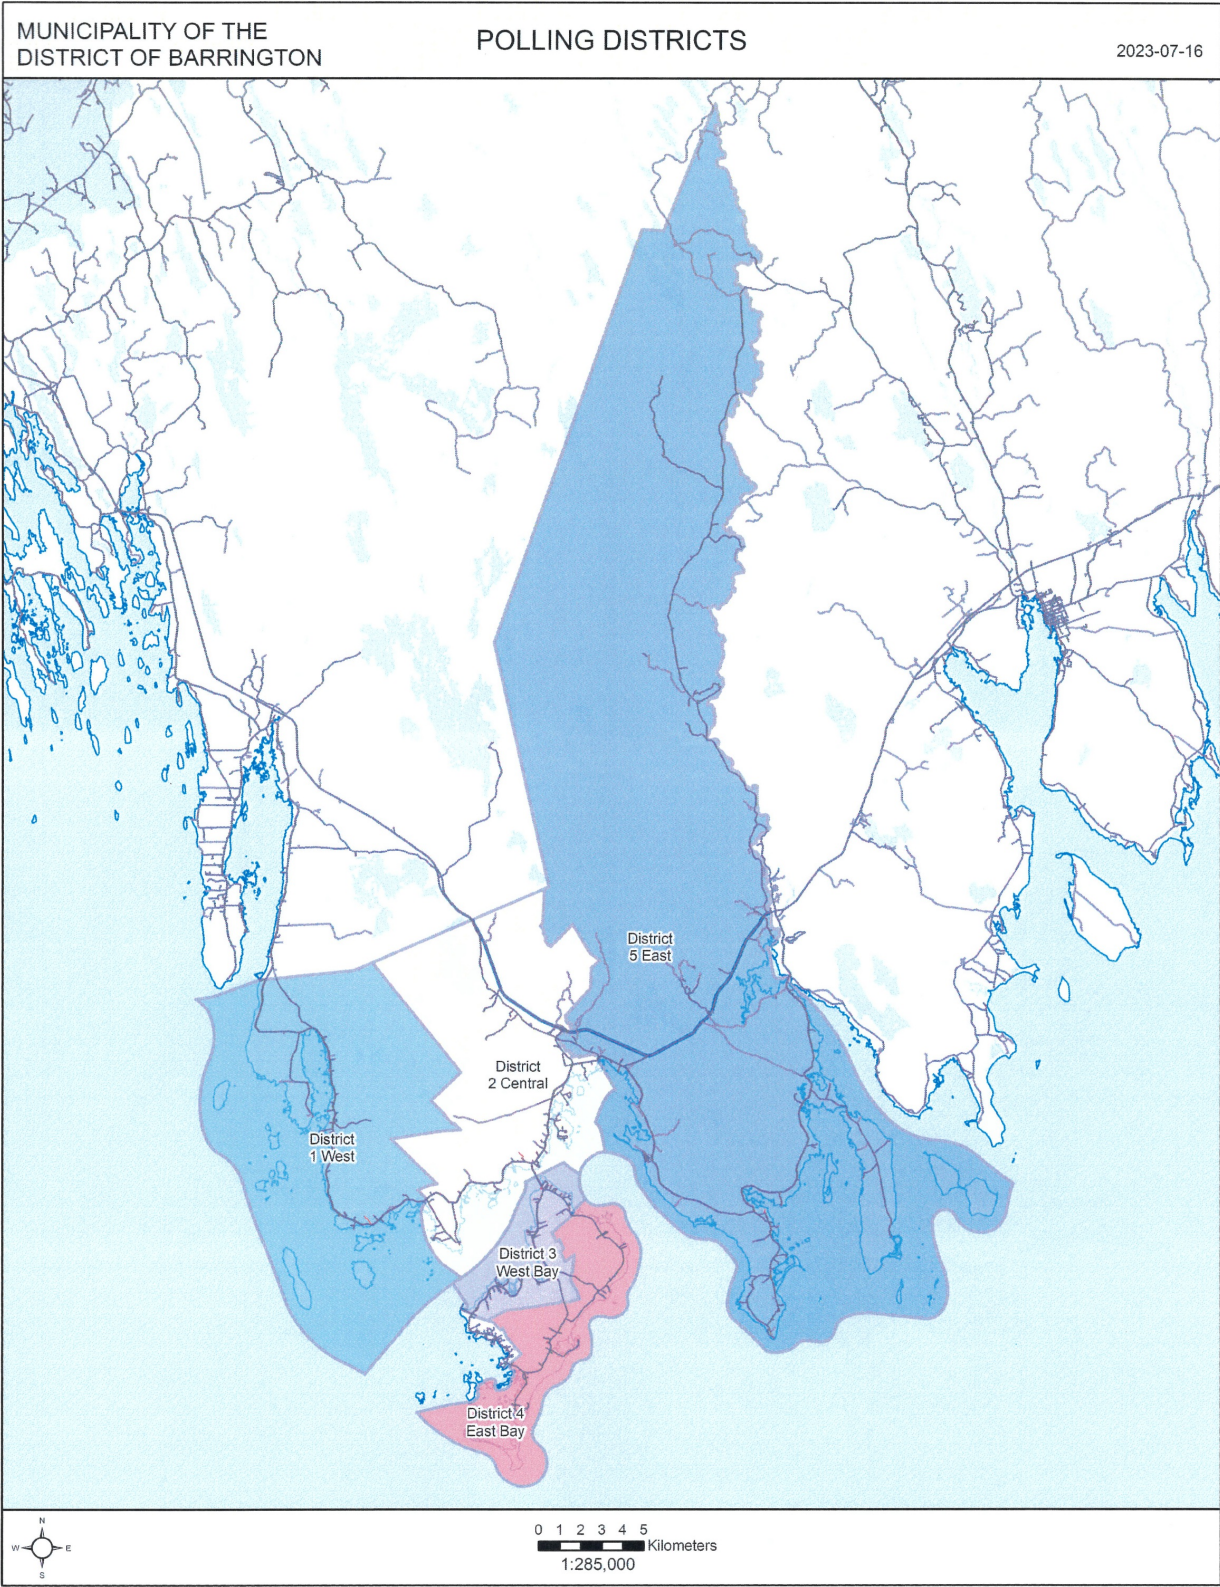 MUNICIPALITY OF THE
DISTRICT OF BARRINGTON
POLLING DISTRICTS
2023-07-16
District
5 East
District
2 Central
District
1 West
District 3
West Bay
District 4
East Bay
N
W
E
S
0 1 2 3 4 5
Kilometers
1:285,000